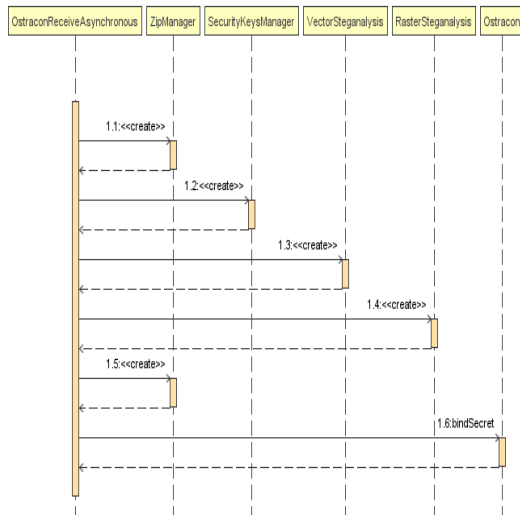 OstraconReceiveAsynchronous
ZipManager
SecurityKeysManager
VectorSteganalysis
RasterSteganalysis
Ostracon
1.1:<<create>>
1.2:<<create>>
1.3:<<create>>
1.4:<<create>>
1.5:<<create>>
1.6:bindSecret